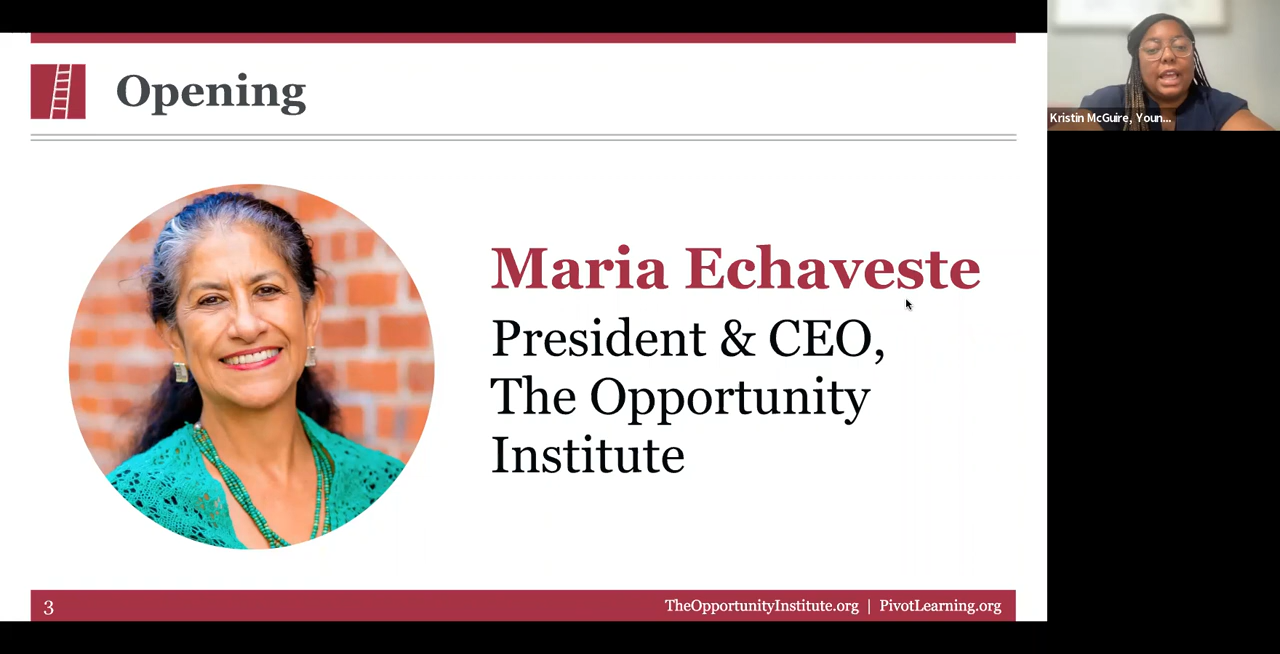 Opening
Maria Echaveste
President & CEO,
The Opportunity
Institute
3
TheOpportunityInstitute.org | PivotLearning.org
Kristin McGuire, Youn...